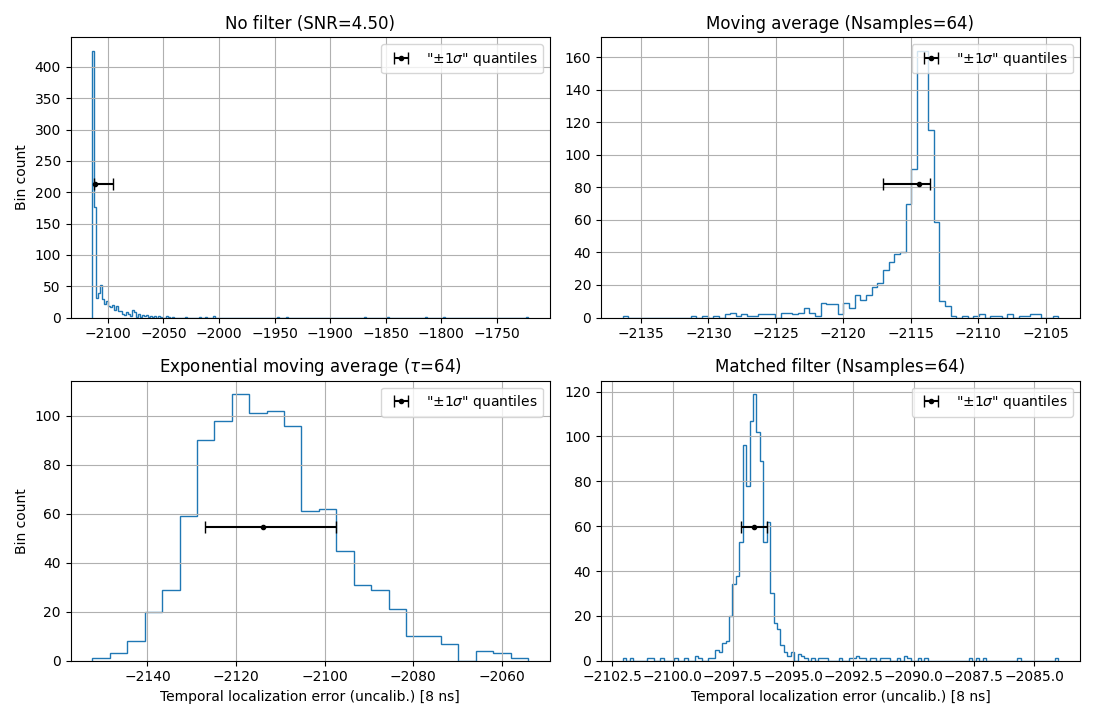 No filter (SNR=4.50)
Moving average (Nsamples=64)
"±1σ" quantiles
"±1σ" quantiles
Bin count
400
350
300
250
200
150
100
50
0
−2100 −2050 −2000 −1950 −1900 −1850 −1800 −1750
160
140
120
100
80
60
40
20
0
−2135 −2130 −2125 −2120 −2115 −2110 −2105
Exponential moving average (τ=64)
Matched filter (Nsamples=64)
"±1σ" quantiles
"±1σ" quantiles
Bin count
100
80
60
40
20
0
−2140 −2120 −2100 −2080 −2060
Temporal localization error (uncalib.) [8 ns]
120
100
80
60
40
20
0
−2102.5 −2100.0 −2097.5 −2095.0 −2092.5 −2090.0 −2087.5 −2085.0
Temporal localization error (uncalib.) [8 ns]